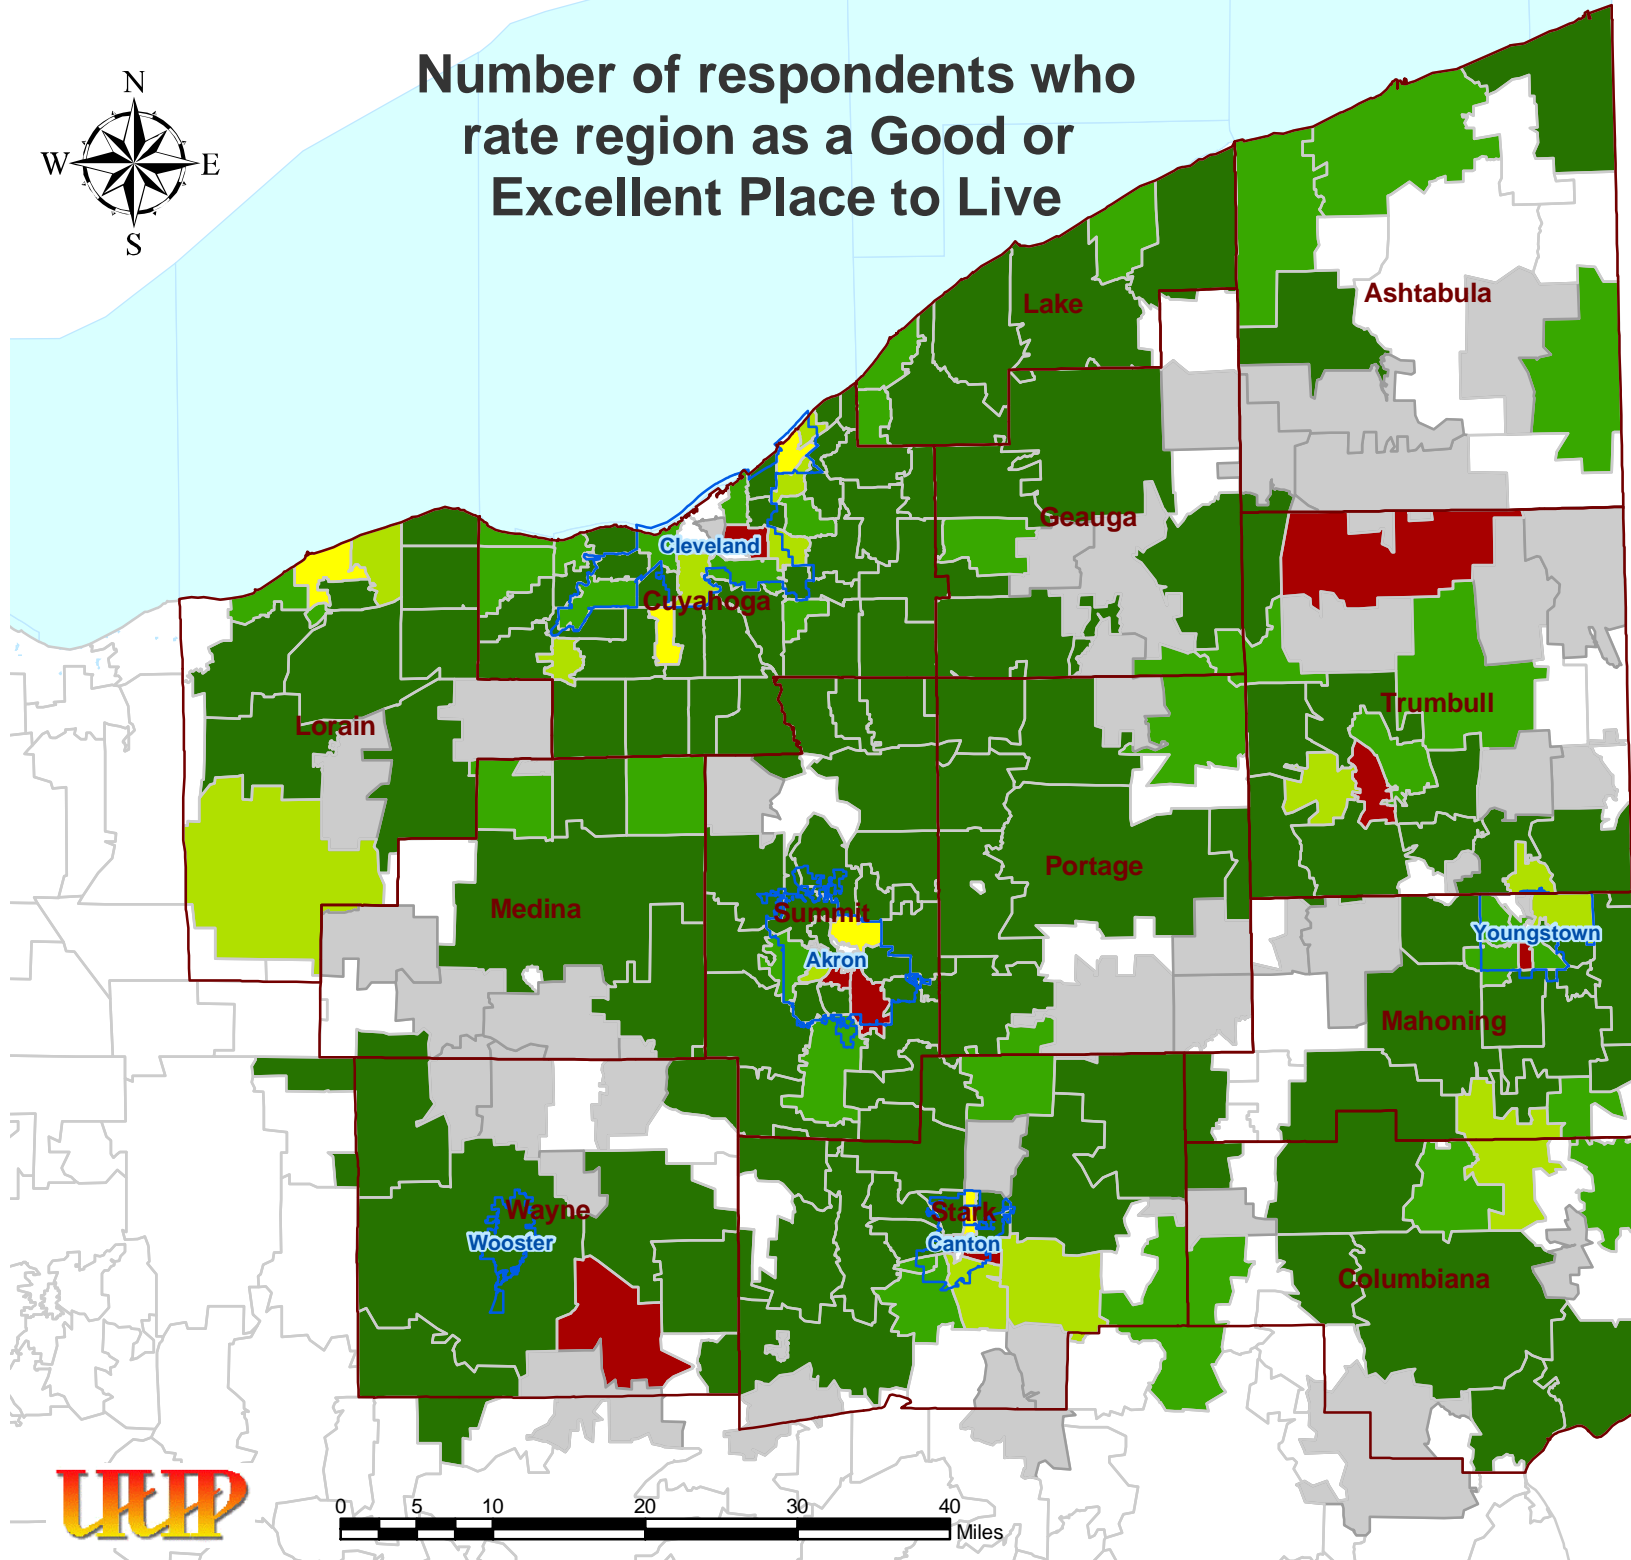 Number of respondents who
rate region as a Good or
Excellent Place to Live
N
W
E
S
Ashtabula
Lake
Geauga
Cleveland
Cuyahoga
Trumbull
Lorain
Portage
Medina
Summit
Youngstown
Akron
Mahoning
Wayne
Stark
Wooster
Canton
Columbiana
UUP
0 5 10 20 30 40
Miles